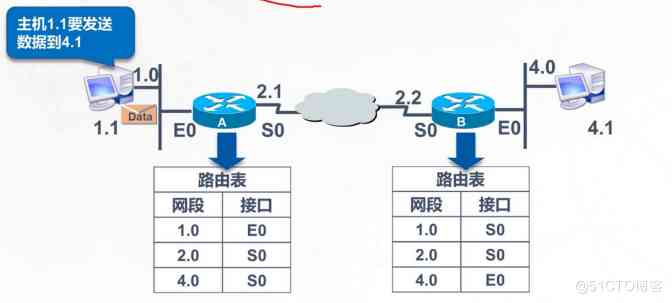 主机1.1要发送
数据到4.1
1.0
4.0
2.1
2.2
Data
A
B
1.1
E0
S0
S0
E0
4.1
路由表
网段 接口
1.0 E0
2.0 S0
4.0 S0
路由表
网段 接口
1.0 S0
2.0 S0
4.0 E0
@51CTO博客